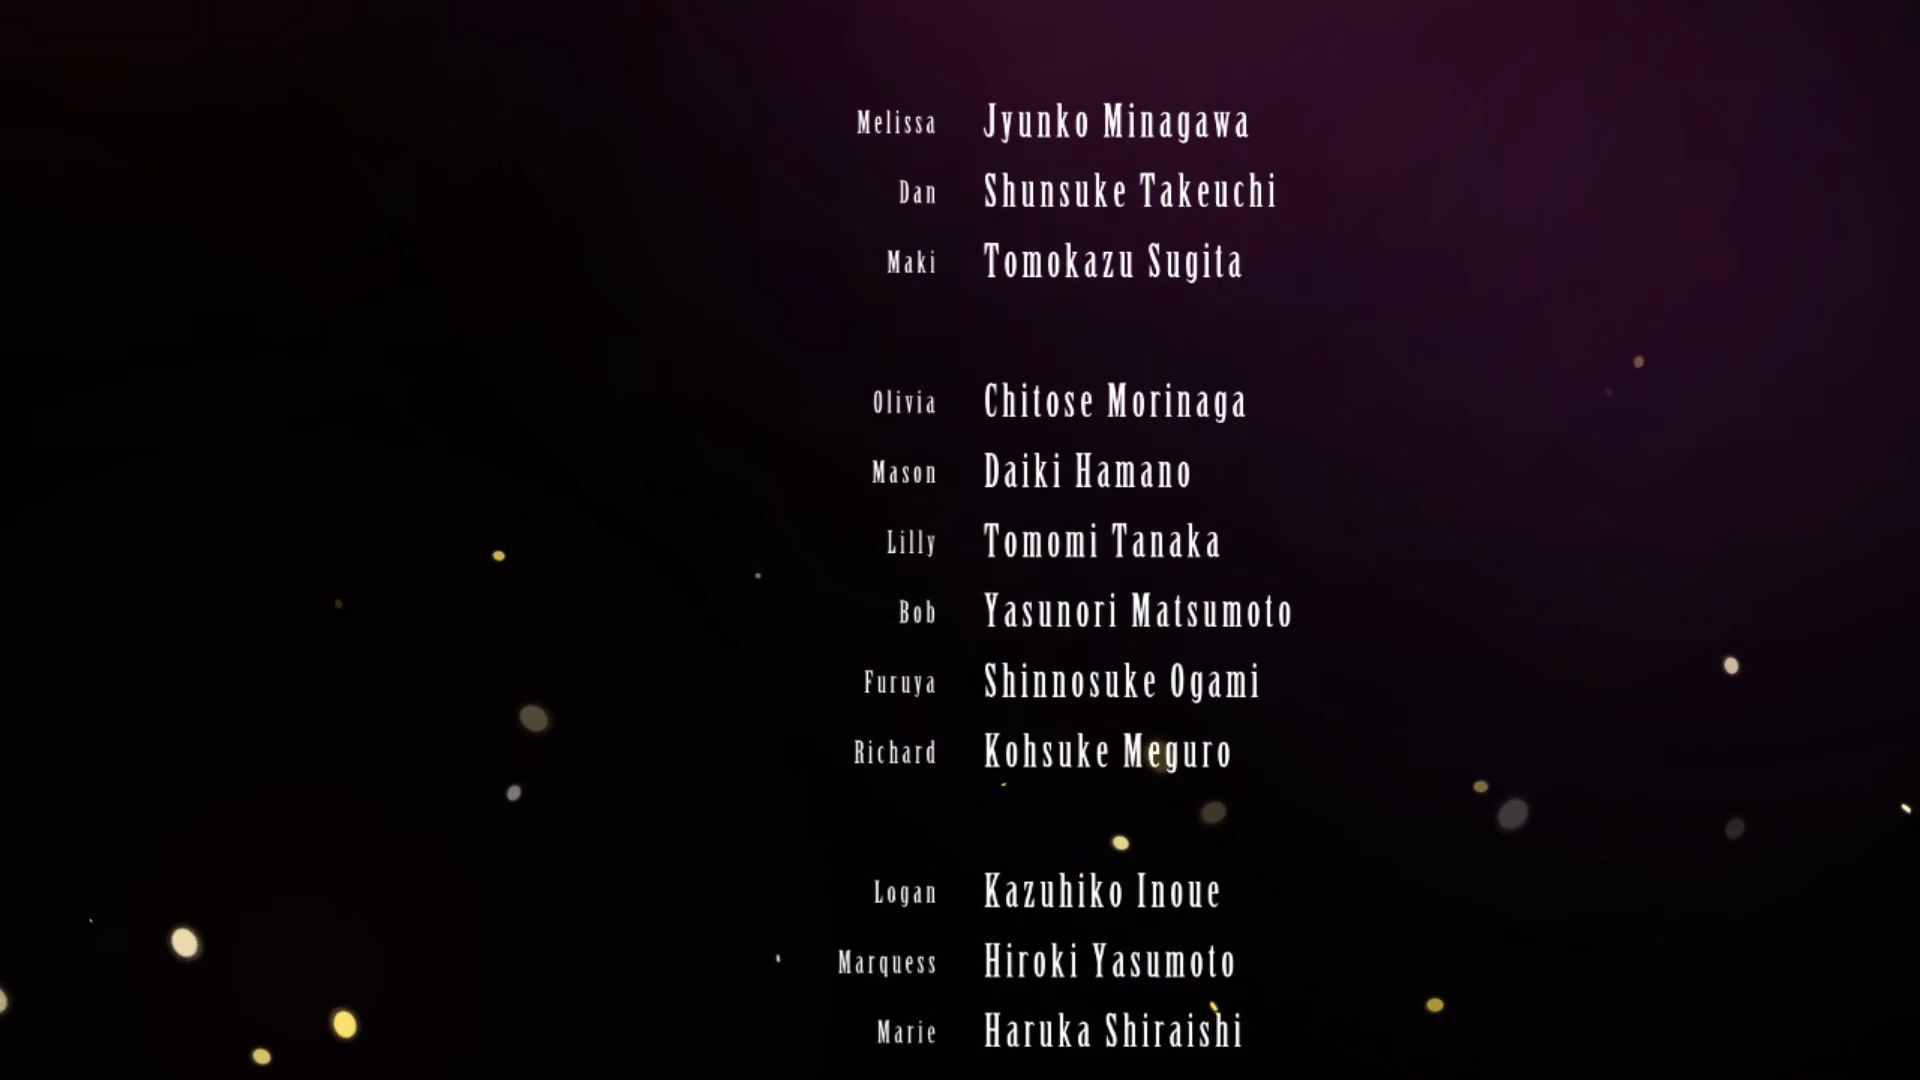 Melissa Jyunko Minagawa
Dan Shunsuke Takeuchi
Maki Tomokazu Sugita
Olivia Chitose Morinaga
Mason Daiki Hamano
Lilly Tomomi Tanaka
Bob Yasunori Matsumoto
Furuya Shinnosuke Ogami
Richard Kohsuke Meguro
Logan Kazuhiko Inoue
Marquess Hiroki Yasumoto
Marie Haruka Shiraishi